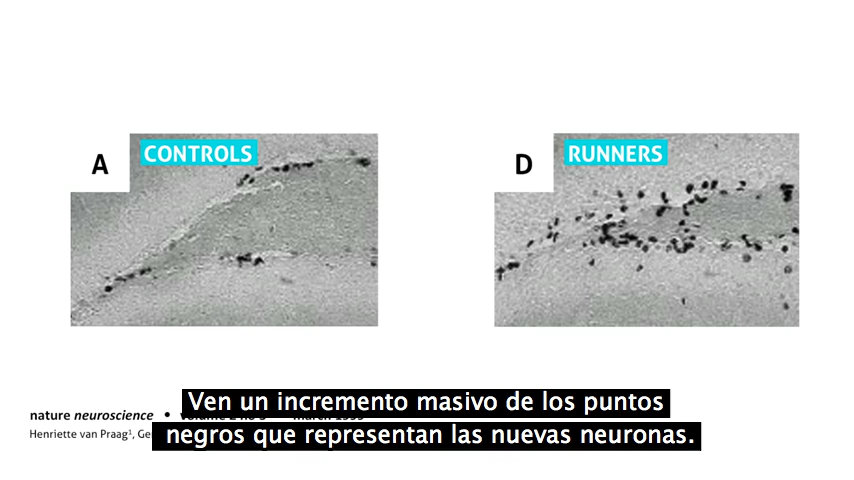 A
CONTROLS
D
RUNNERS
nature neuroscience •
Henriette van Praag¹,
Ven un incremento masivo de los puntos
negros que representan las nuevas neuronas.